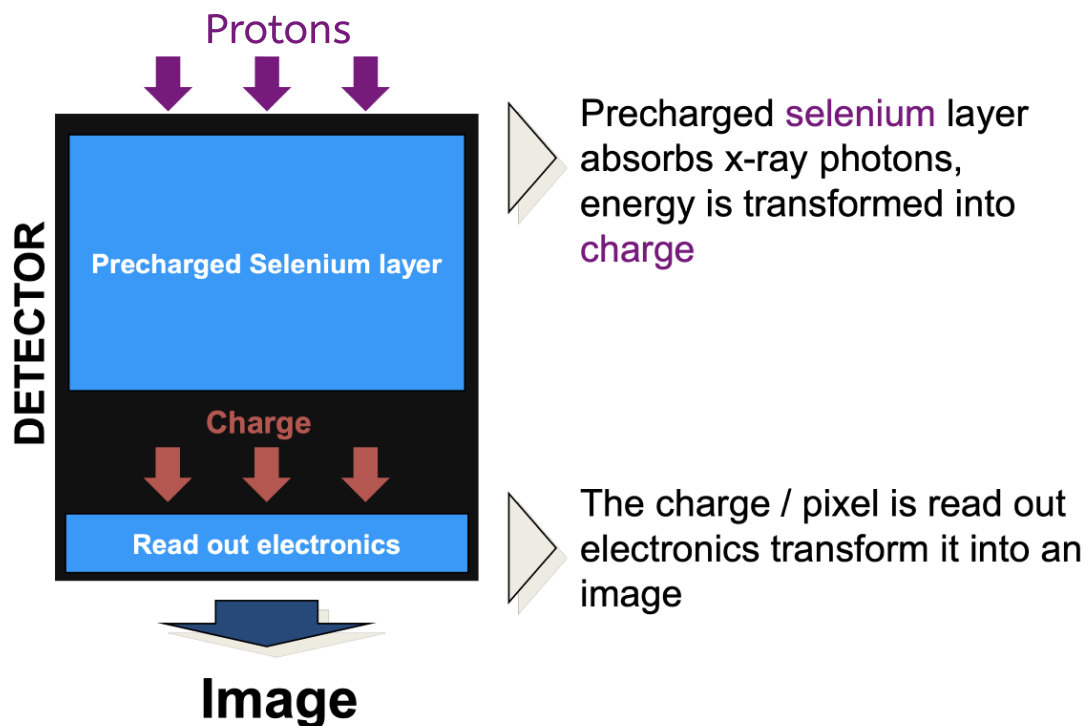 Protons
DETECTOR
Precharged Selenium layer
Charge
Read out electronics
Image
Precharged selenium layer
absorbs x-ray photons,
energy is transformed into
charge
The charge / pixel is read out
electronics transform it into an
image